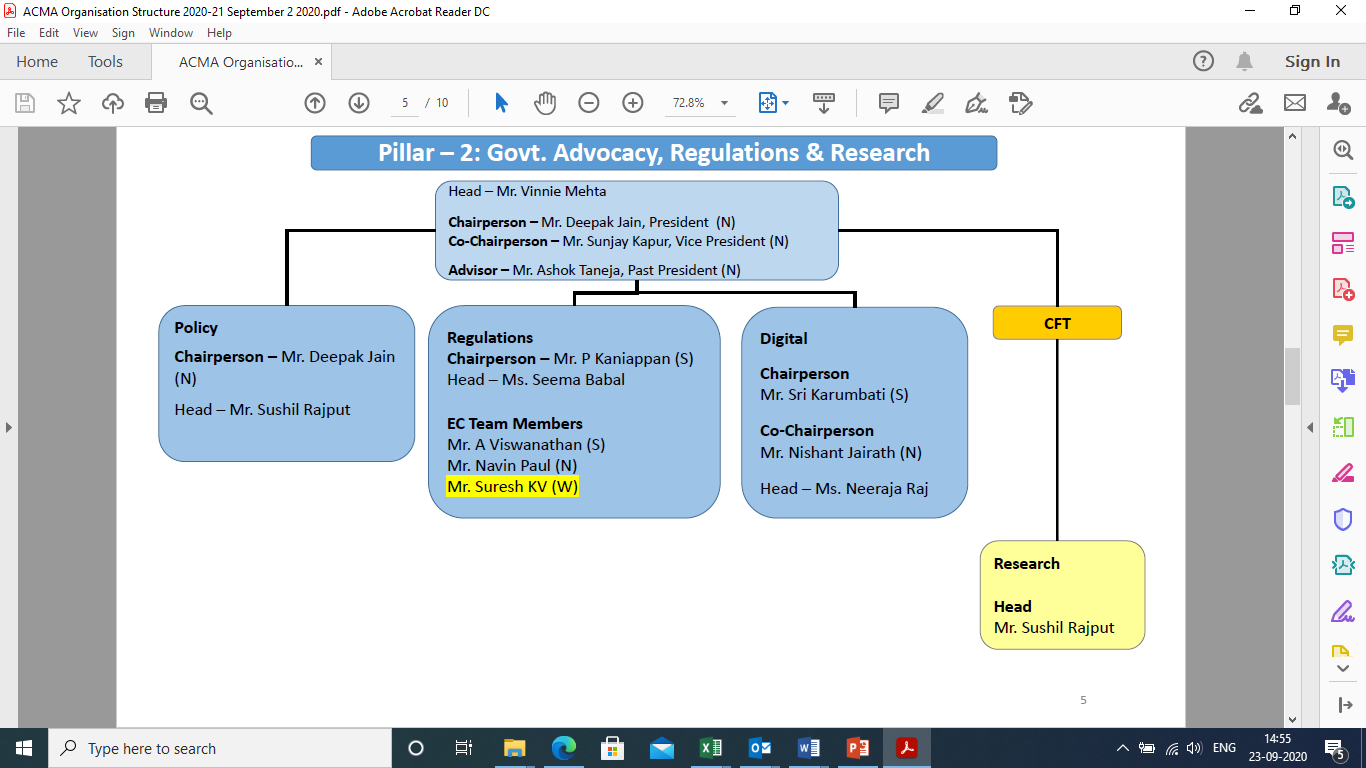 ACMA Organisation Structure 2020-21 September 2 2020.pdf - Adobe Acrobat Reader DC
File Edit View Sign Window Help
Home Tools ACMA Organisatio... × Sign In
5 / 10 72.8%
Pillar – 2: Govt. Advocacy, Regulations & Research
Head – Mr. Vinnie Mehta
Chairperson – Mr. Deepak Jain, President (N)
Co-Chairperson – Mr. Sunjay Kapur, Vice President (N)
Advisor – Mr. Ashok Taneja, Past President (N)
Policy
Chairperson – Mr. Deepak Jain
(N)
Head – Mr. Sushil Rajput
Regulations
Chairperson – Mr. P Kaniappan (S)
Head – Ms. Seema Babal
EC Team Members
Mr. A Viswanathan (S)
Mr. Navin Paul (N)
Mr. Suresh KV (W)
Digital
Chairperson
Mr. Sri Karumbati (S)
Co-Chairperson
Mr. Nishant Jairath (N)
Head – Ms. Neeraja Raj
CFT
Research
Head
Mr. Sushil Rajput
5
Type here to search
ENG
14:55
23-09-2020
5